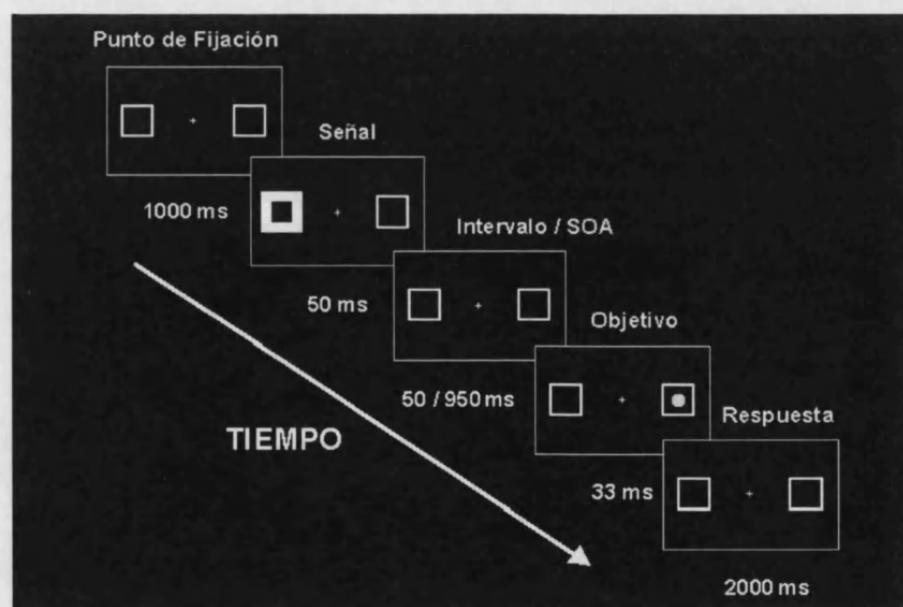 Punto de Fijación
Señal
1000 ms
Intervalo / SOA
50 ms
Objetivo
50 / 950 ms
Respuesta
TIEMPO
33 ms
2000 ms